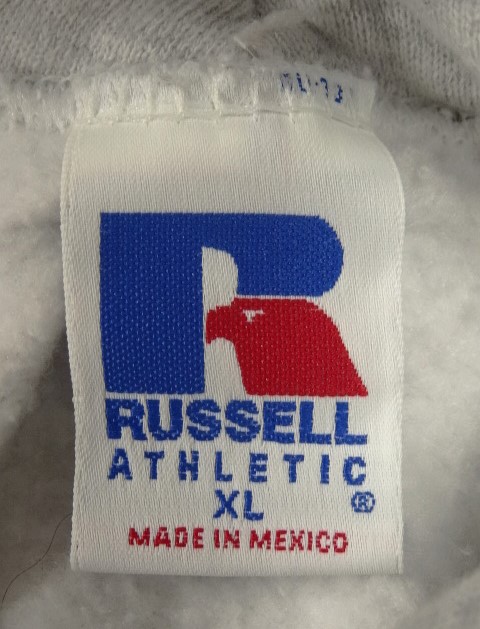 RUSSELL
ATHLETIC
XL ®
MADE IN MEXICO